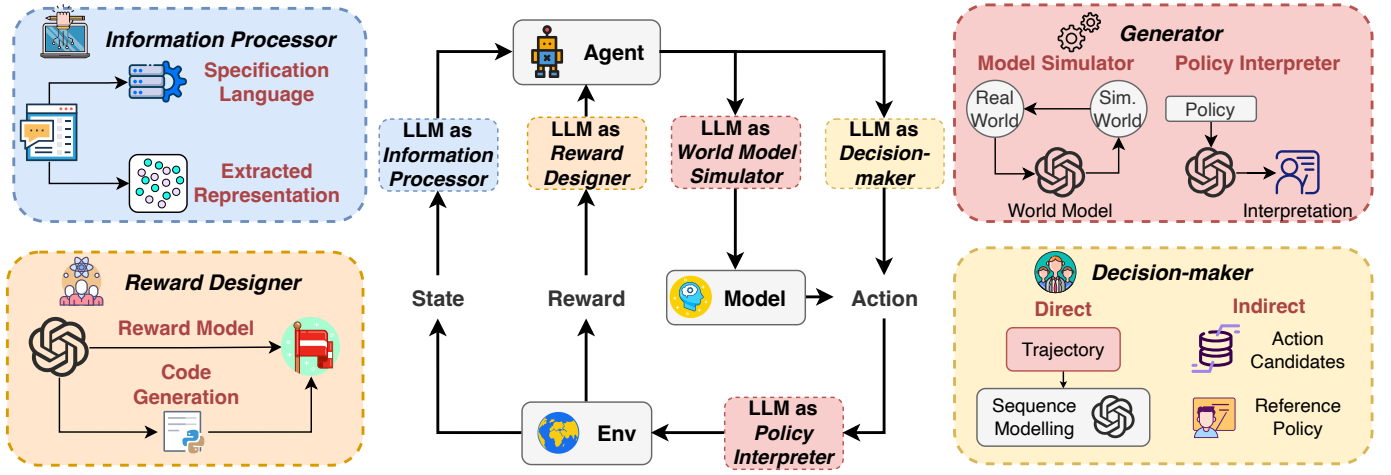 Information Processor
Specification
Language
Extracted
Representation
Reward Designer
Reward Model
Code
Generation
Agent
LLM as
Information
Processor
LLM as
Reward
Designer
LLM as
World Model
Simulator
LLM as
Decision-
maker
State
Reward
Model
Action
Env
LLM as
Policy
Interpreter
Generator
Model Simulator
Policy Interpreter
Real
World
Sim.
World
World Model
Policy
Interpretation
Decision-maker
Direct
Indirect
Trajectory
Sequence
Modelling
Action
Candidates
Reference
Policy